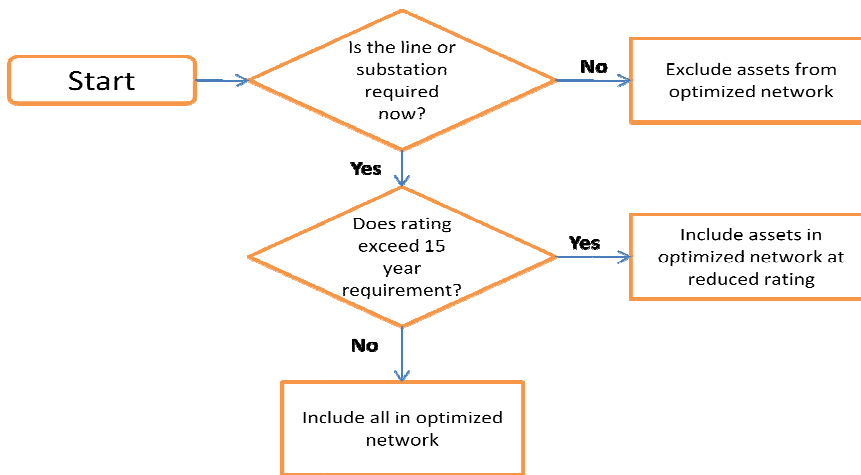 Start
Is the line or
substation
required
now?
No
Exclude assets from
optimized network
Yes
Does rating
exceed 15
year
requirement?
Yes
Include assets in
optimized network at
reduced rating
No
Include all in optimized
network